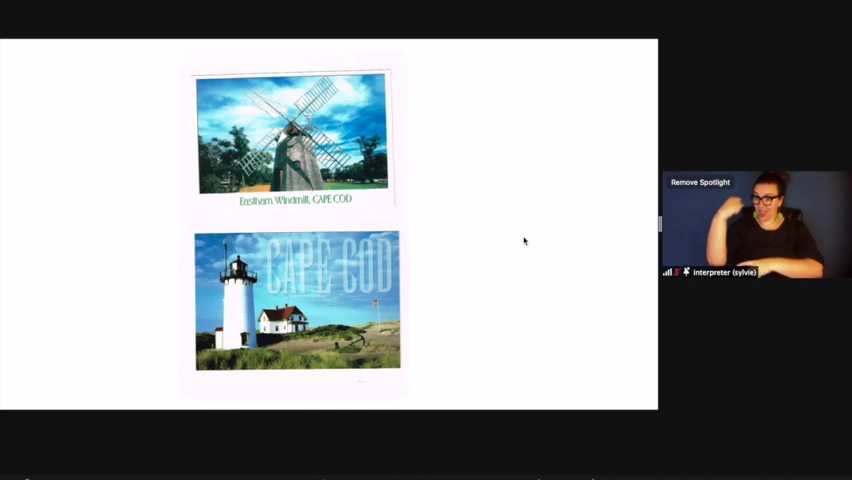 Eastham Windmill, CAPE COD
CAPE COD
Remove Spotlight
interpreter (sylvie)